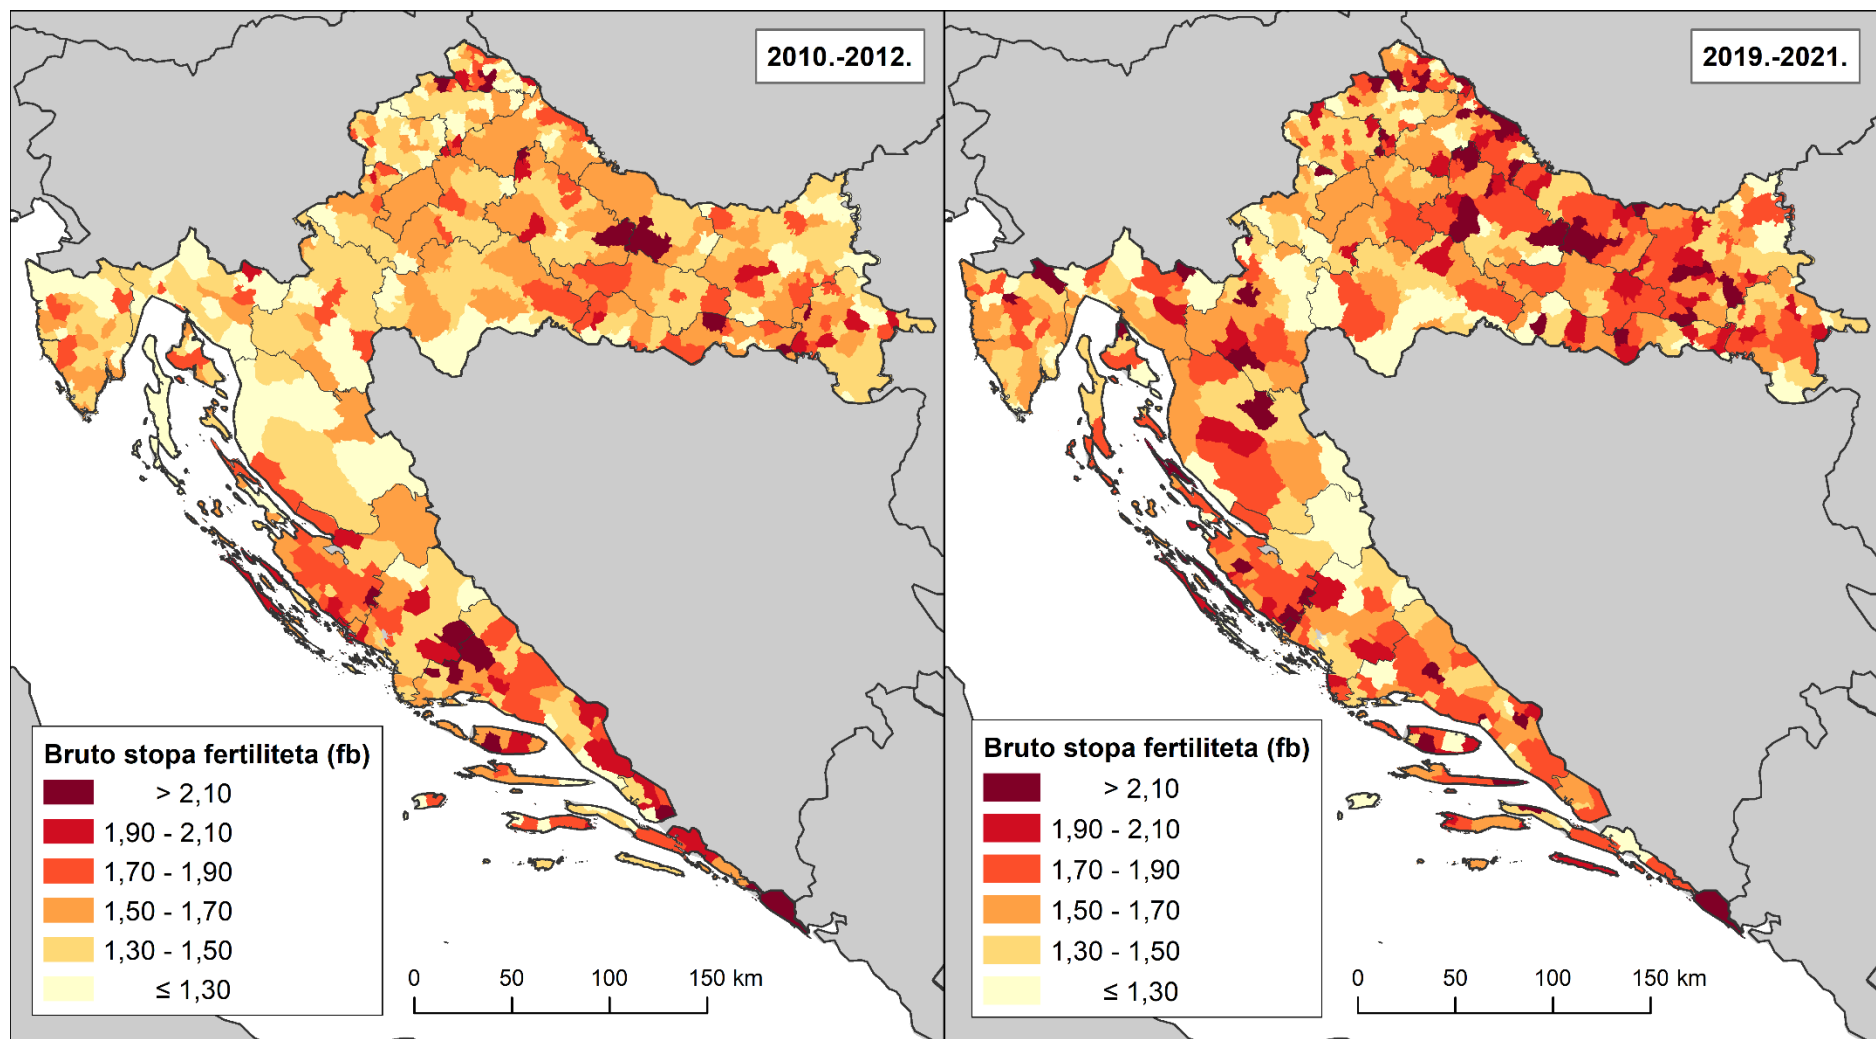 2010.-2012.
Bruto stopa fertiliteta (fb)
> 2,10
1,90 - 2,10
1,70 - 1,90
1,50 - 1,70
1,30 - 1,50
≤ 1,30
0 50 100 150 km
2019.-2021.
Bruto stopa fertiliteta (fb)
> 2,10
1,90 - 2,10
1,70 - 1,90
1,50 - 1,70
1,30 - 1,50
≤ 1,30
0 50 100 150 km